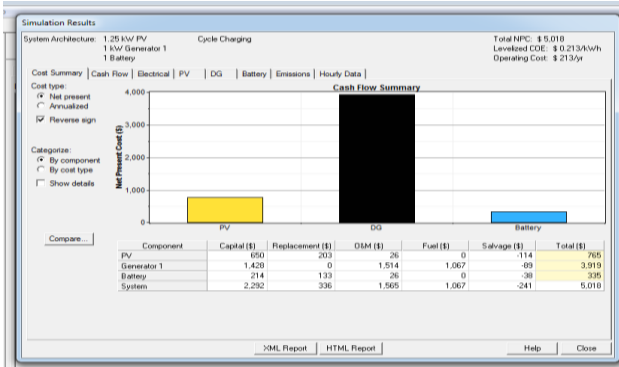 Simulation Results
System Architecture: 1.25 kW PV Cycle Charging Total NPC: $ 5,018
1 kW Generator 1 Levelized COE: $ 0.213/kWh
1 Battery Operating Cost: $ 213/yr
Cost Summary Cash Flow Electrical PV DG Battery Emissions Hourly Data
Cost type:
Net present
Annualized
Reverse sign
Categorize:
By component
By cost type
Show details
Compare...
Cash Flow Summary
Net Present Cost ($)
4,000
3,000
2,000
1,000
0
PV DG Battery
Component Capital ($) Replacement ($) O&M ($) Fuel ($) Salvage ($) Total ($)
PV 650 203 26 0 -114 765
Generator 1 1,428 0 1,514 1,067 -89 3,919
Battery 214 133 26 0 -38 335
System 2,292 336 1,565 1,067 -241 5,018
XML Report HTML Report Help Close